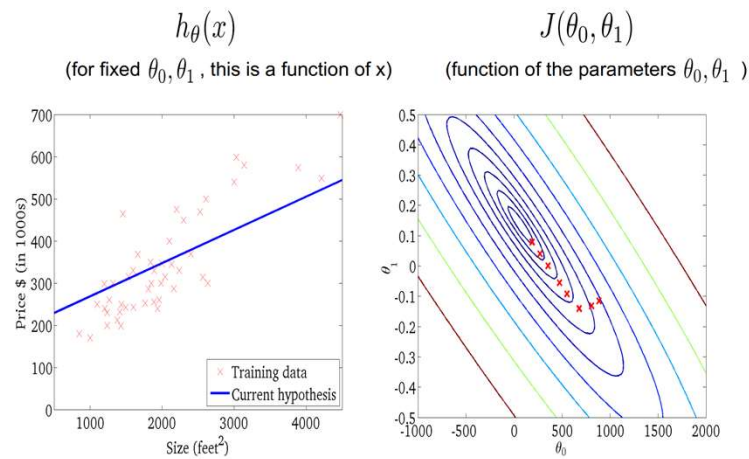 h_θ(x)
(for fixed θ₀,θ₁ , this is a function of x)
700
600
500
400
300
200
100
0
Price $ (in 1000s)
Training data
Current hypothesis
1000 2000 3000 4000
Size (feet²)
J(θ₀,θ₁)
(function of the parameters θ₀,θ₁ )
0.5
0.4
0.3
0.2
0.1
0
-0.1
-0.2
-0.3
-0.4
-0.5
θ₁
-1000 -500 0 500 1000 1500 2000
θ₀